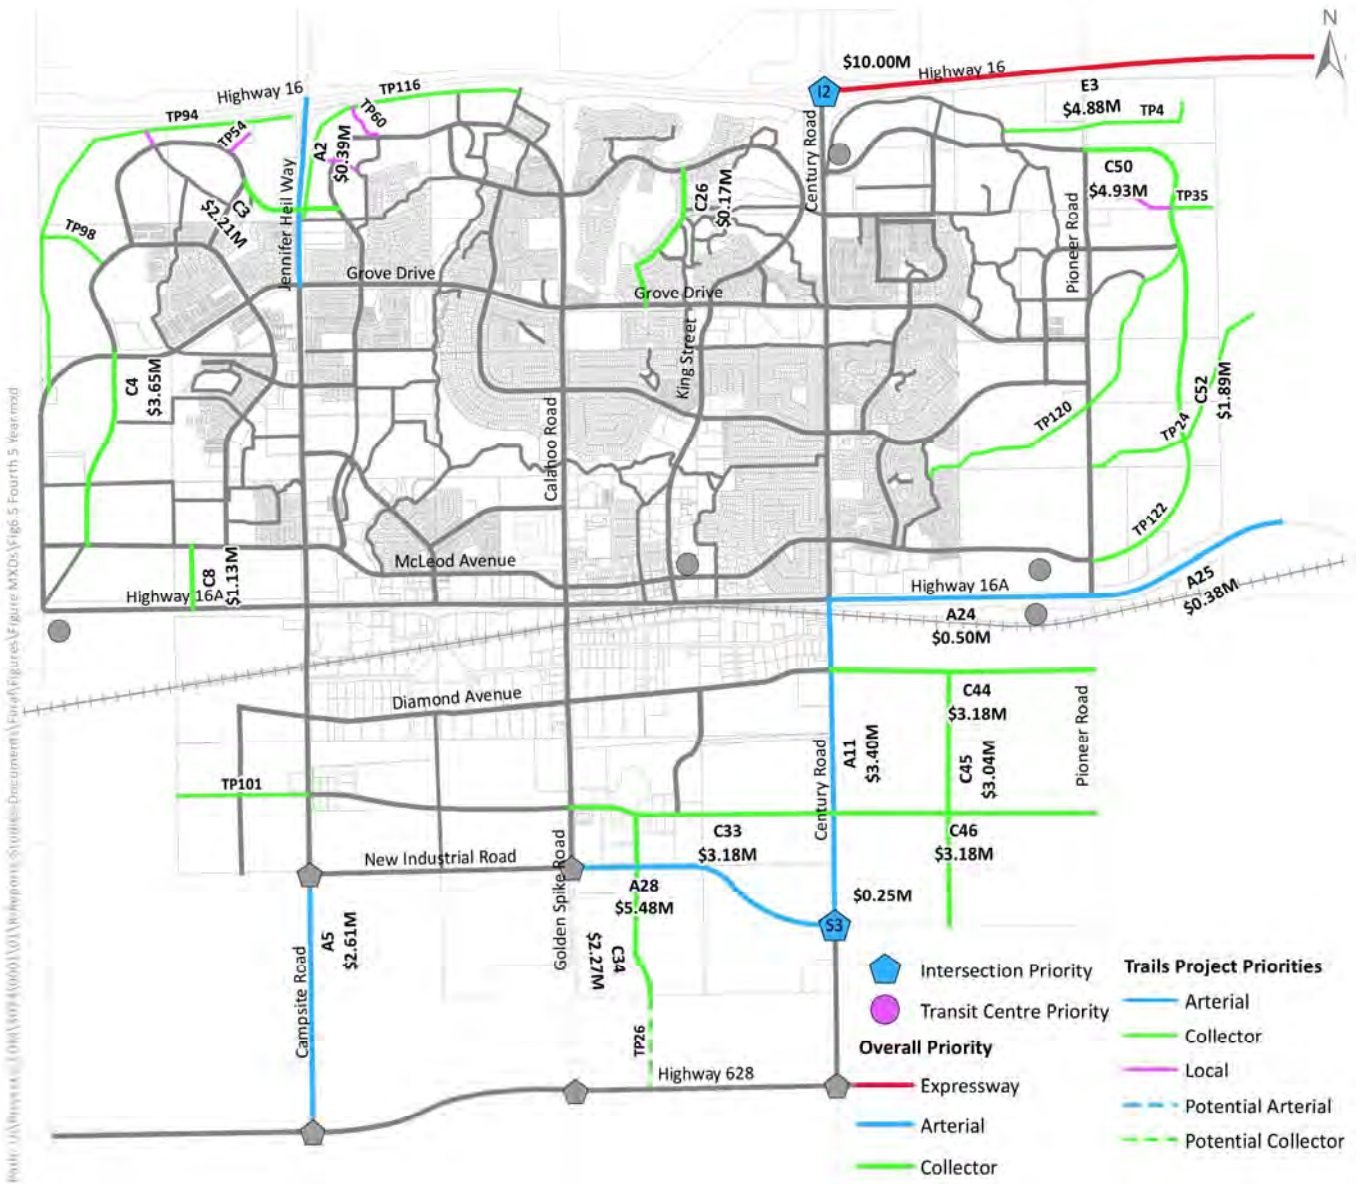 N
$10.00M
Highway 16
I2
E3
$4.88M
TP4
Highway 16
TP116
TP60
TP94
TP54
A2
$0.39M
Century Road
C50
$4.93M
TP35
C26
$0.17M
C3
$2.21M
Jennifer Heil Way
Pioneer Road
TP98
Grove Drive
Grove Drive
King Street
C4
$3.65M
C52
$1.89M
TP120
TP24
Calahoo Road
TP122
McLeod Avenue
C8
$1.13M
Highway 16A
Highway 16A
A25
$0.38M
A24
$0.50M
Diamond Avenue
C44
$3.18M
Pioneer Road
A11
$3.40M
C45
$3.04M
Century Road
TP101
C33
$3.18M
C46
$3.18M
New Industrial Road
Golden Spike Road
A28
$5.48M
$0.25M
S3
A5
$2.61M
C34
$2.27M
Campsite Road
TP26
Highway 628
Intersection Priority
Transit Centre Priority
Overall Priority
Expressway
Arterial
Collector
Trails Project Priorities
Arterial
Collector
Local
Potential Arterial
Potential Collector